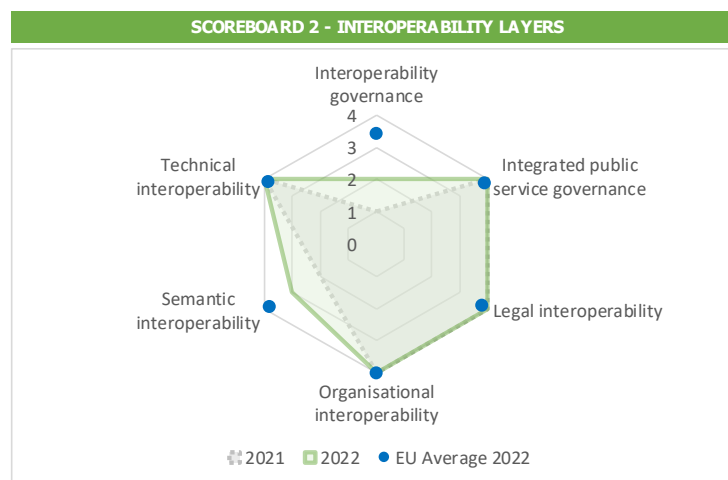 SCOREBOARD 2 - INTEROPERABILITY LAYERS
Interoperability
governance
4
3
2
1
0
Technical
interoperability
Integrated public
service governance
Semantic
interoperability
Legal interoperability
Organisational
interoperability
2021
2022
EU Average 2022